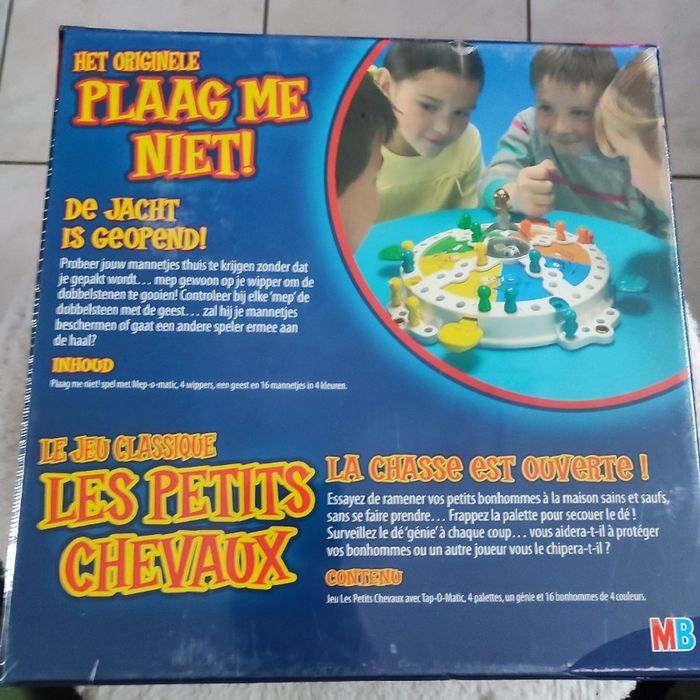 HET ORIGINELE
PLAAG ME
NIET!
DE JACHT
IS GEOPEND!
Probeer jouw mannetjes thuis te krijgen zonder dat
je gepakt wordt... mep gewoon op je wipper om de
dobbelstenen te gooien! Controleer bij elke 'mep' de
dobbelsteen met de geest... zal hij je mannetjes
beschermen of gaat een andere speler ermee aan
de haal?
INHOUD
Plaag me niet! spel met Mep-o-matic, 4 wippers, een geest en 16 mannetjes in 4 kleuren.
LE JEU CLASSIQUE
LES PETITS
CHEVAUX
LA CHASSE EST OUVERTE !
Essayez de ramener vos petits bonhommes à la maison sains et saufs,
sans se faire prendre... Frappez la palette pour secouer le dé !
Surveillez le dé 'génie' à chaque coup... vous aidera-t-il à protéger
vos bonhommes ou un autre joueur vous le chipera-t-il ?
CONTENU
Jeu Les Petits Chevaux avec Tap-O-Matic, 4 palettes, un génie et 16 bonhommes de 4 couleurs.
MB